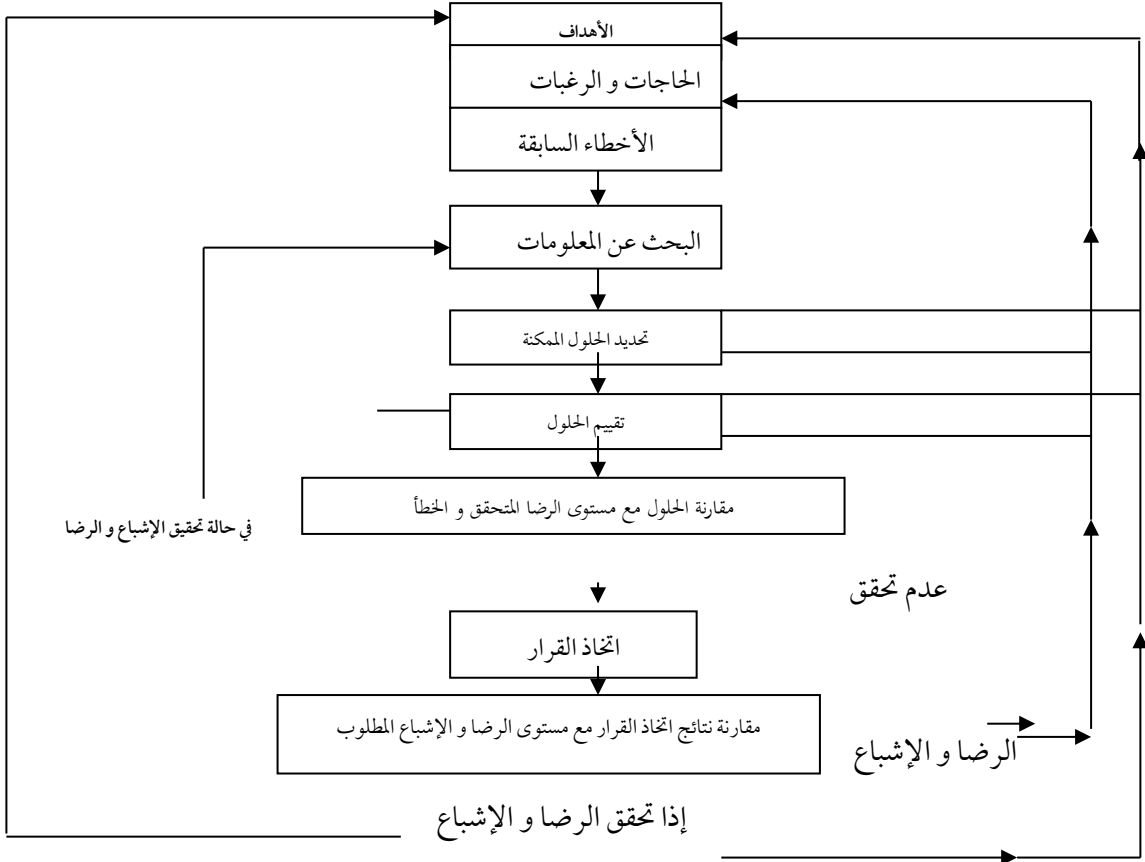 الأهداف
الحاجات و الرغبات
الأخطاء السابقة
البحث عن المعلومات
تحديد الحلول الممكنة
تقييم الحلول
مقارنة الحلول مع مستوى الرضا المتحقق و الخطأ
في حالة تحقيق الإشباع و الرضا
عدم تحقق
اتخاذ القرار
مقارنة نتائج اتخاذ القرار مع مستوى الرضا و الإشباع المطلوب
الرضا و الإشباع
إذا تحقق الرضا و الإشباع